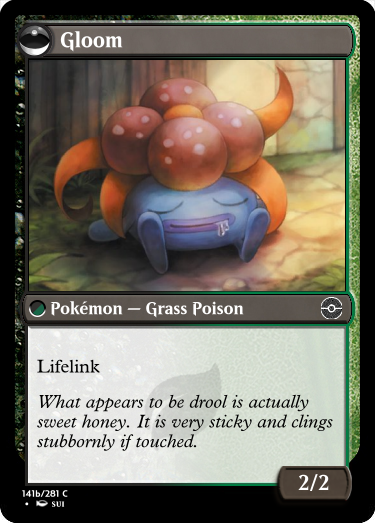 Gloom
Pokémon — Grass Poison
Lifelink
What appears to be drool is actually
sweet honey. It is very sticky and clings
stubbornly if touched.
2/2
141b/281 C
• SUI